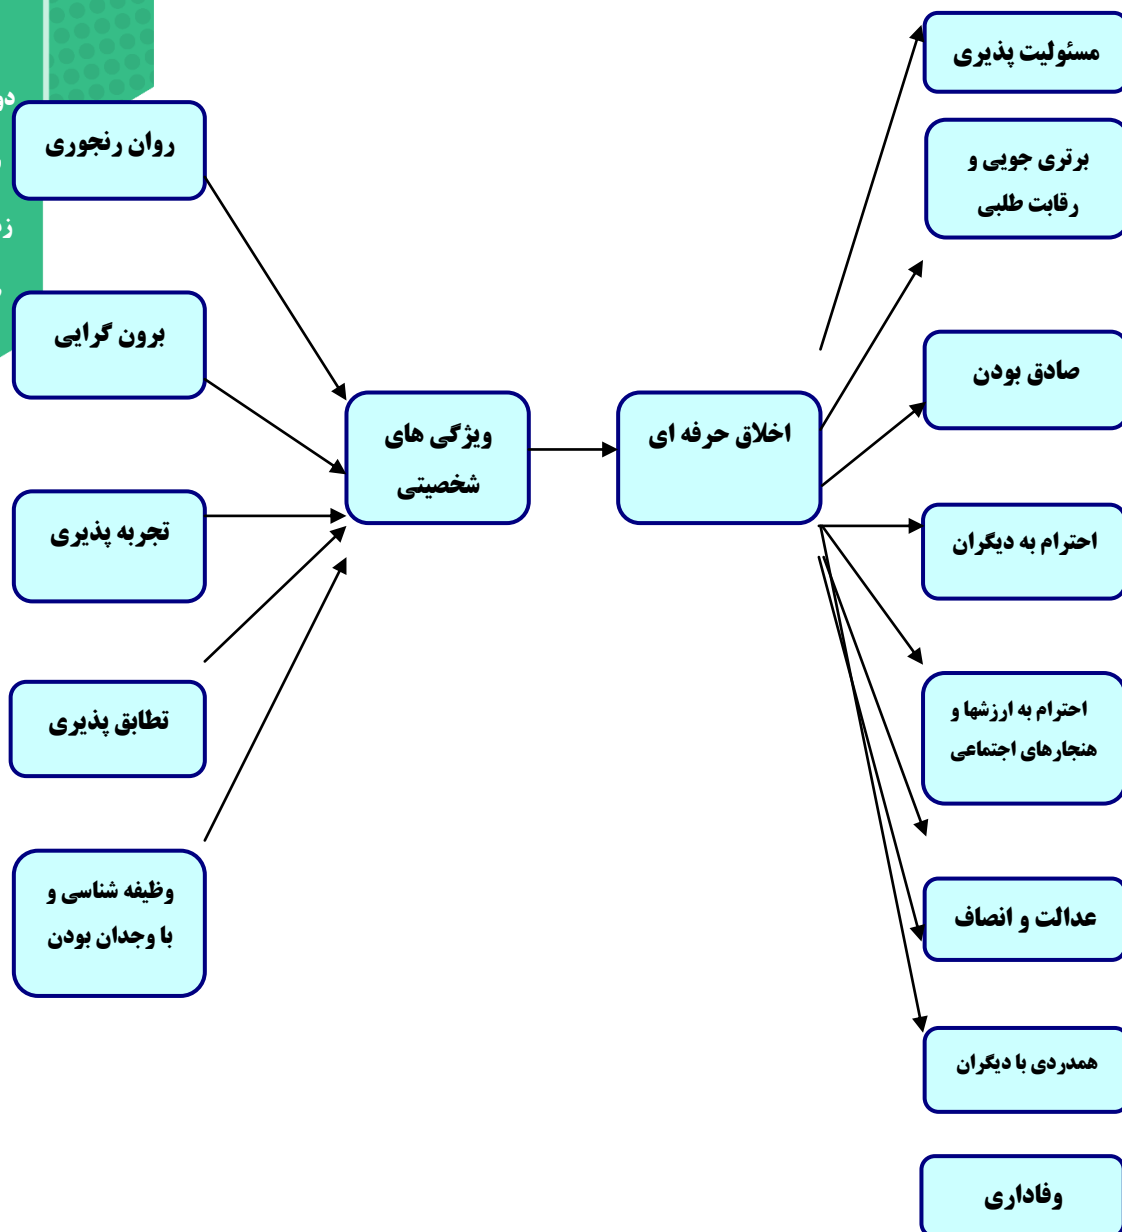 مسئولیت پذیری
روان رنجوری
برتری جویی و
رقابت طلبی
برون گرایی
صادق بودن
ویژگی های
شخصیتی
اخلاق حرفه ای
تجربه پذیری
احترام به دیگران
تطابق پذیری
احترام به ارزشها و
هنجارهای اجتماعی
وظیفه شناسی و
با وجدان بودن
عدالت و انصاف
همدردی با دیگران
وفاداری